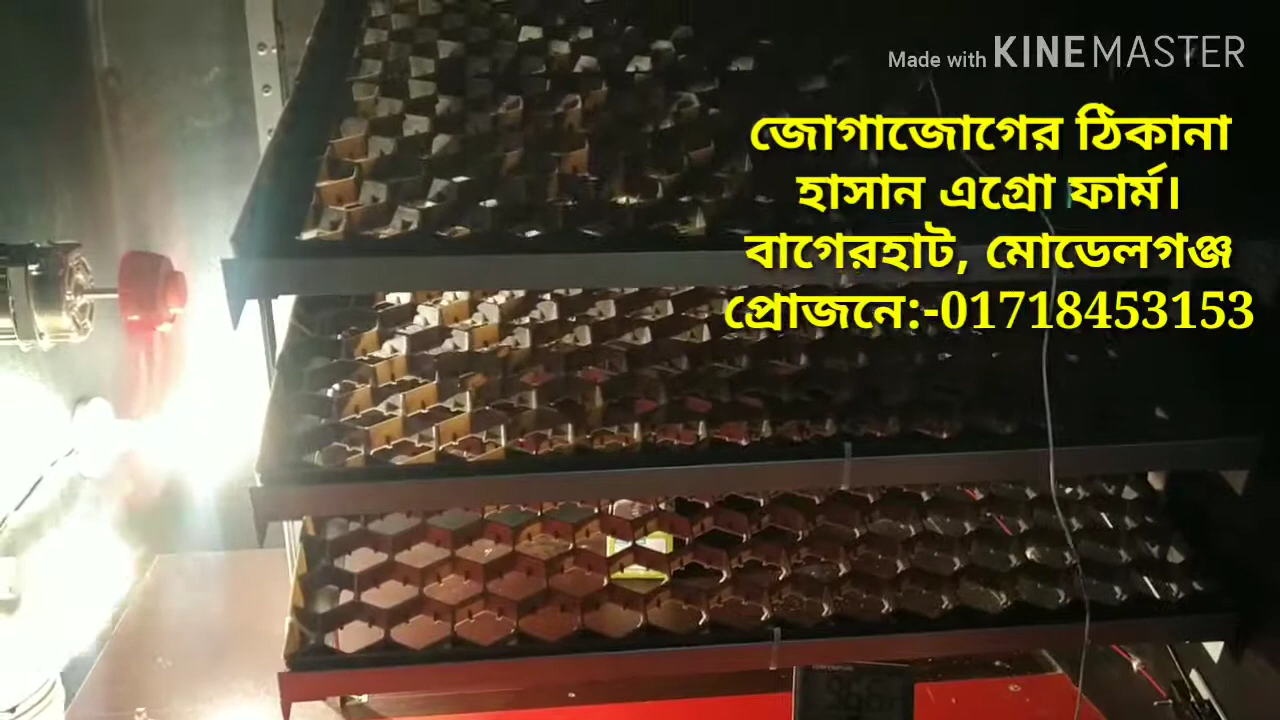 Made with KINEMASTER
জোগাজোগের ঠিকানা
হাসান এগ্রো ফার্ম।
বাগেরহাট, মোডেলগঞ্জ
প্রোজনে:-01718453153